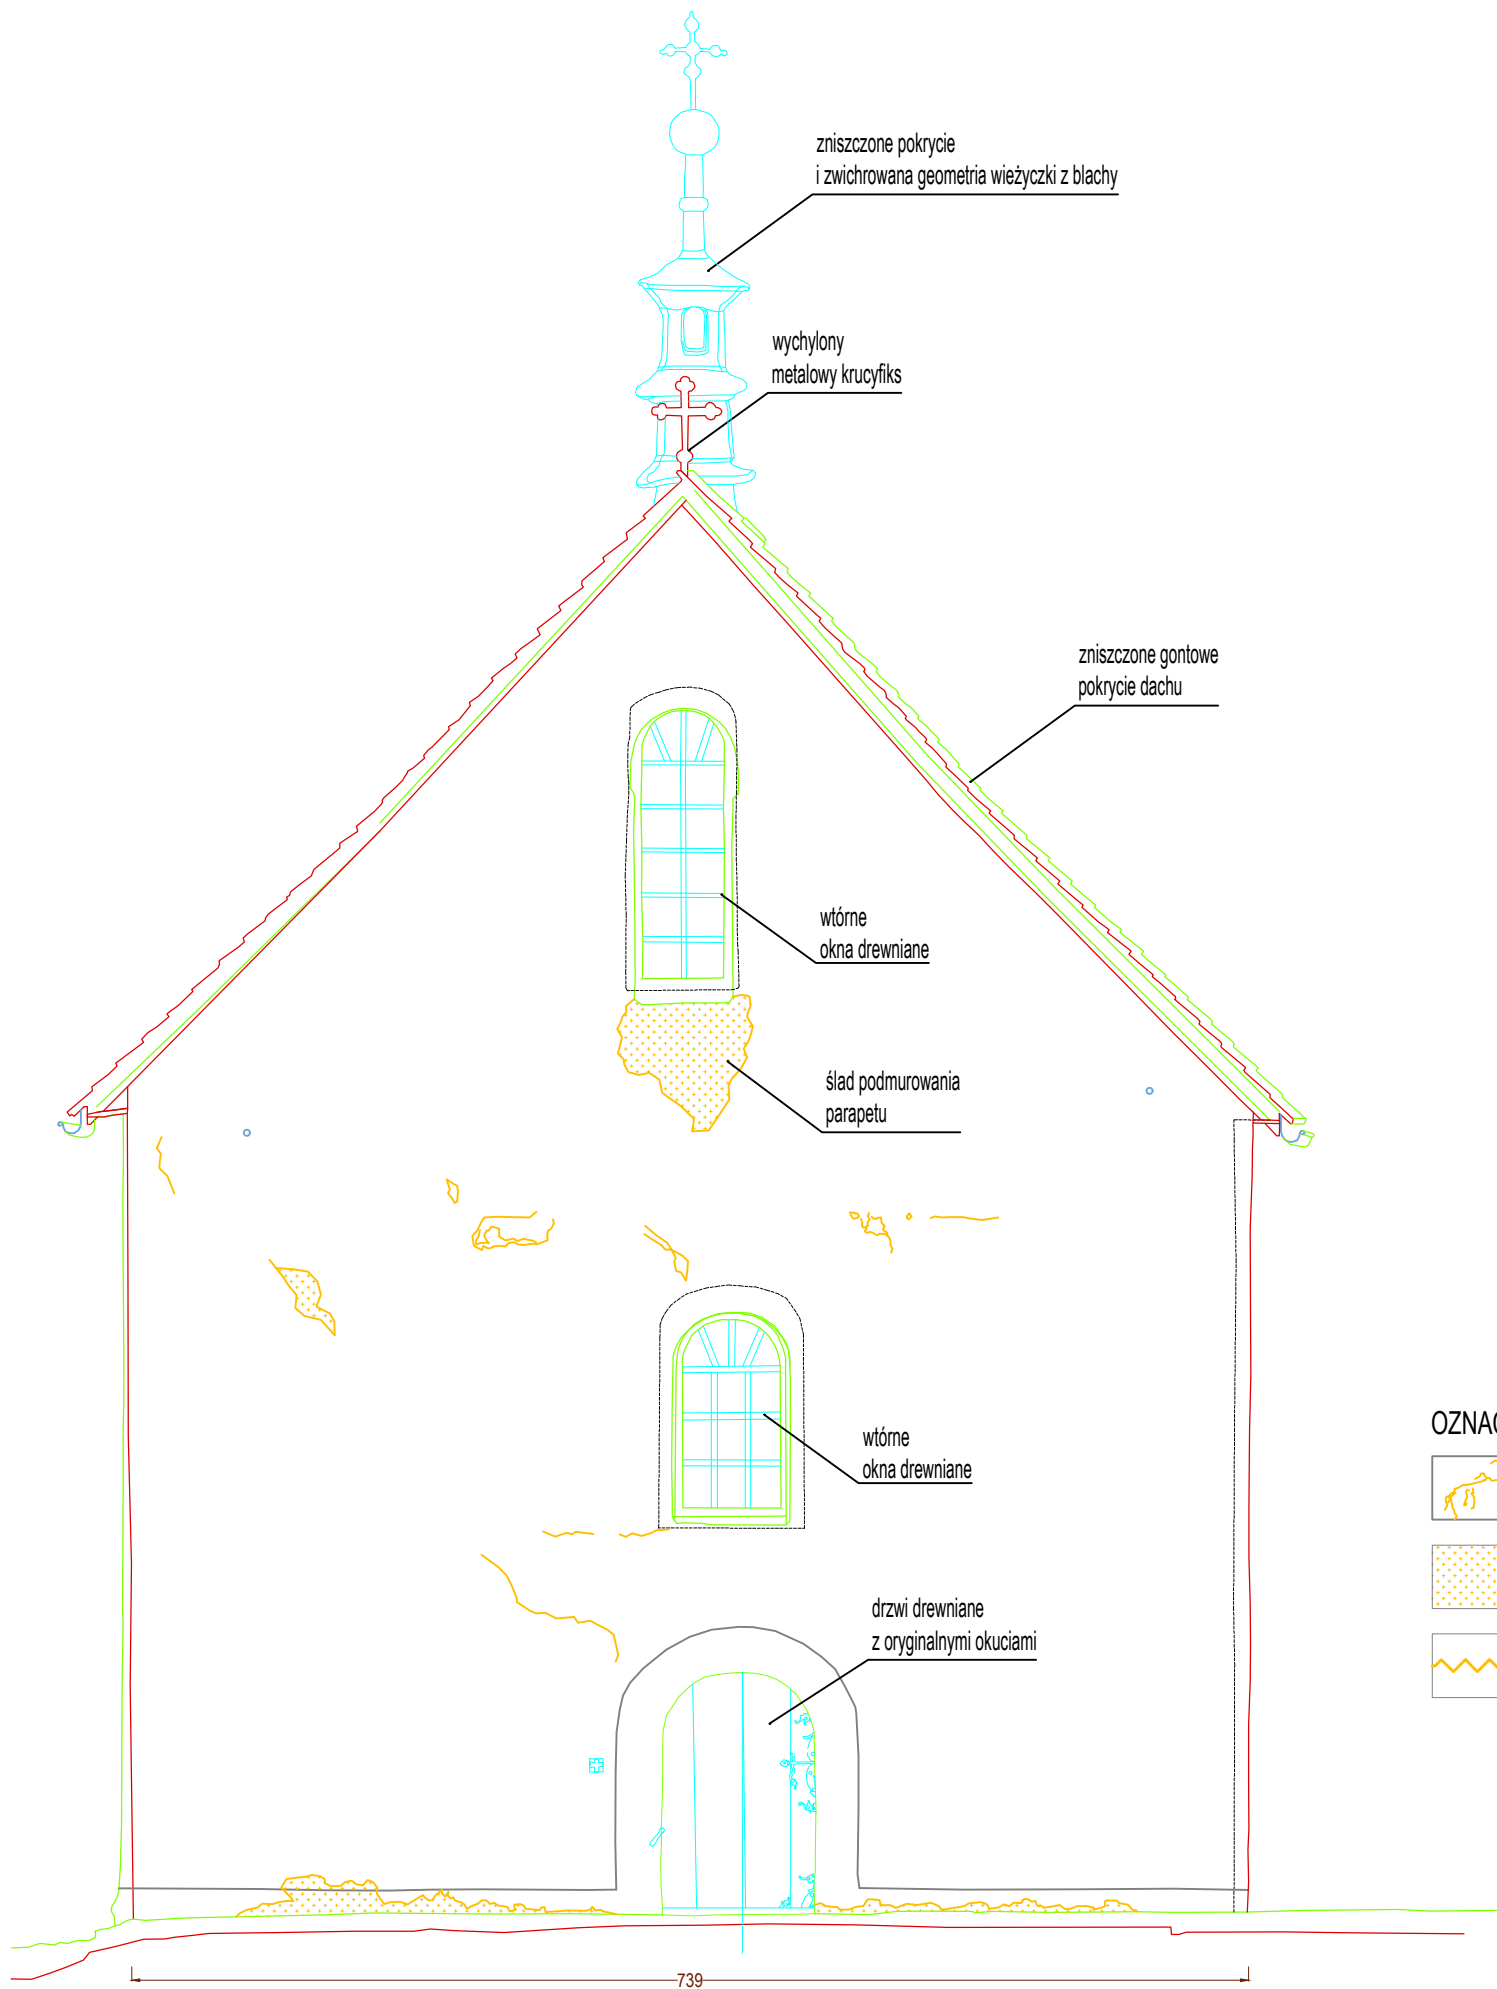 zniszczone pokrycie
i zwichrowana geometria wieżyczki z blachy
wychylony
metalowy krucyfiks
zniszczone gontowe
pokrycie dachu
wtórne
okna drewniane
ślad podmurowania
parapetu
wtórne
okna drewniane
OZNAC
drzwi drewniane
z oryginalnymi okuciami
739